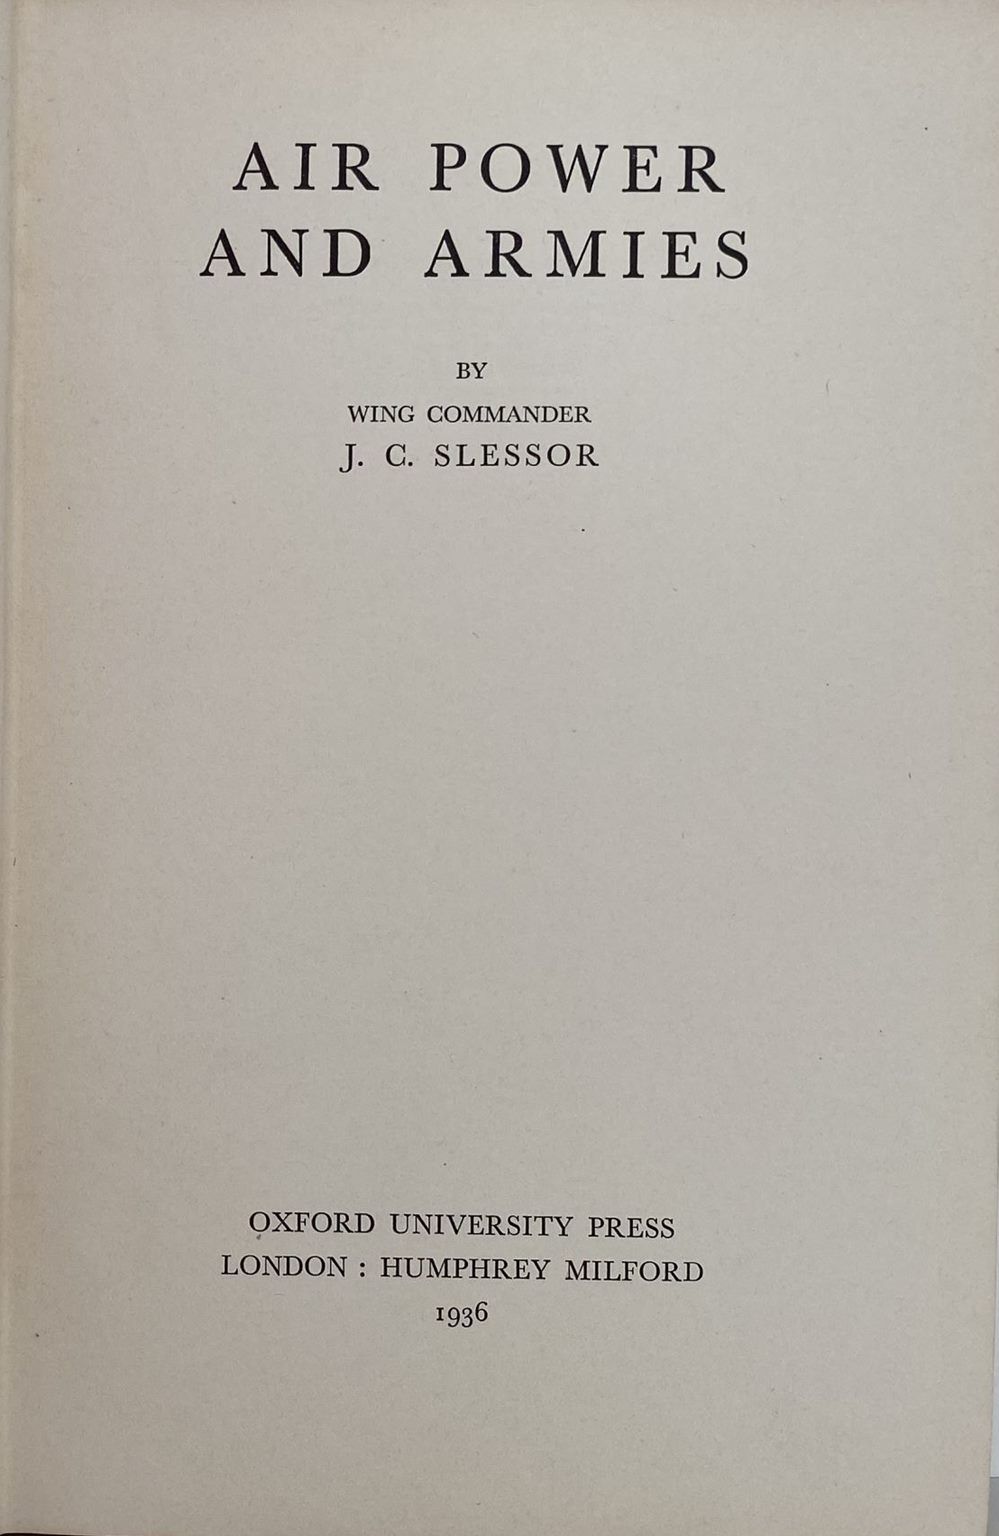 AIR POWER
AND ARMIES
BY
WING COMMANDER
J. C. SLESSOR
OXFORD UNIVERSITY PRESS
LONDON : HUMPHREY MILFORD
1936